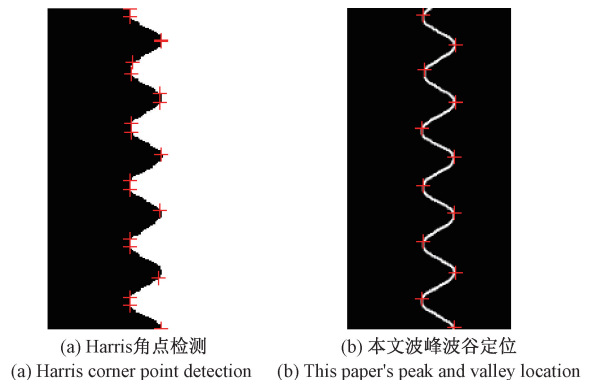 (a) Harris角点检测
(a) Harris corner point detection
(b) 本文波峰波谷定位
(b) This paper's peak and valley location